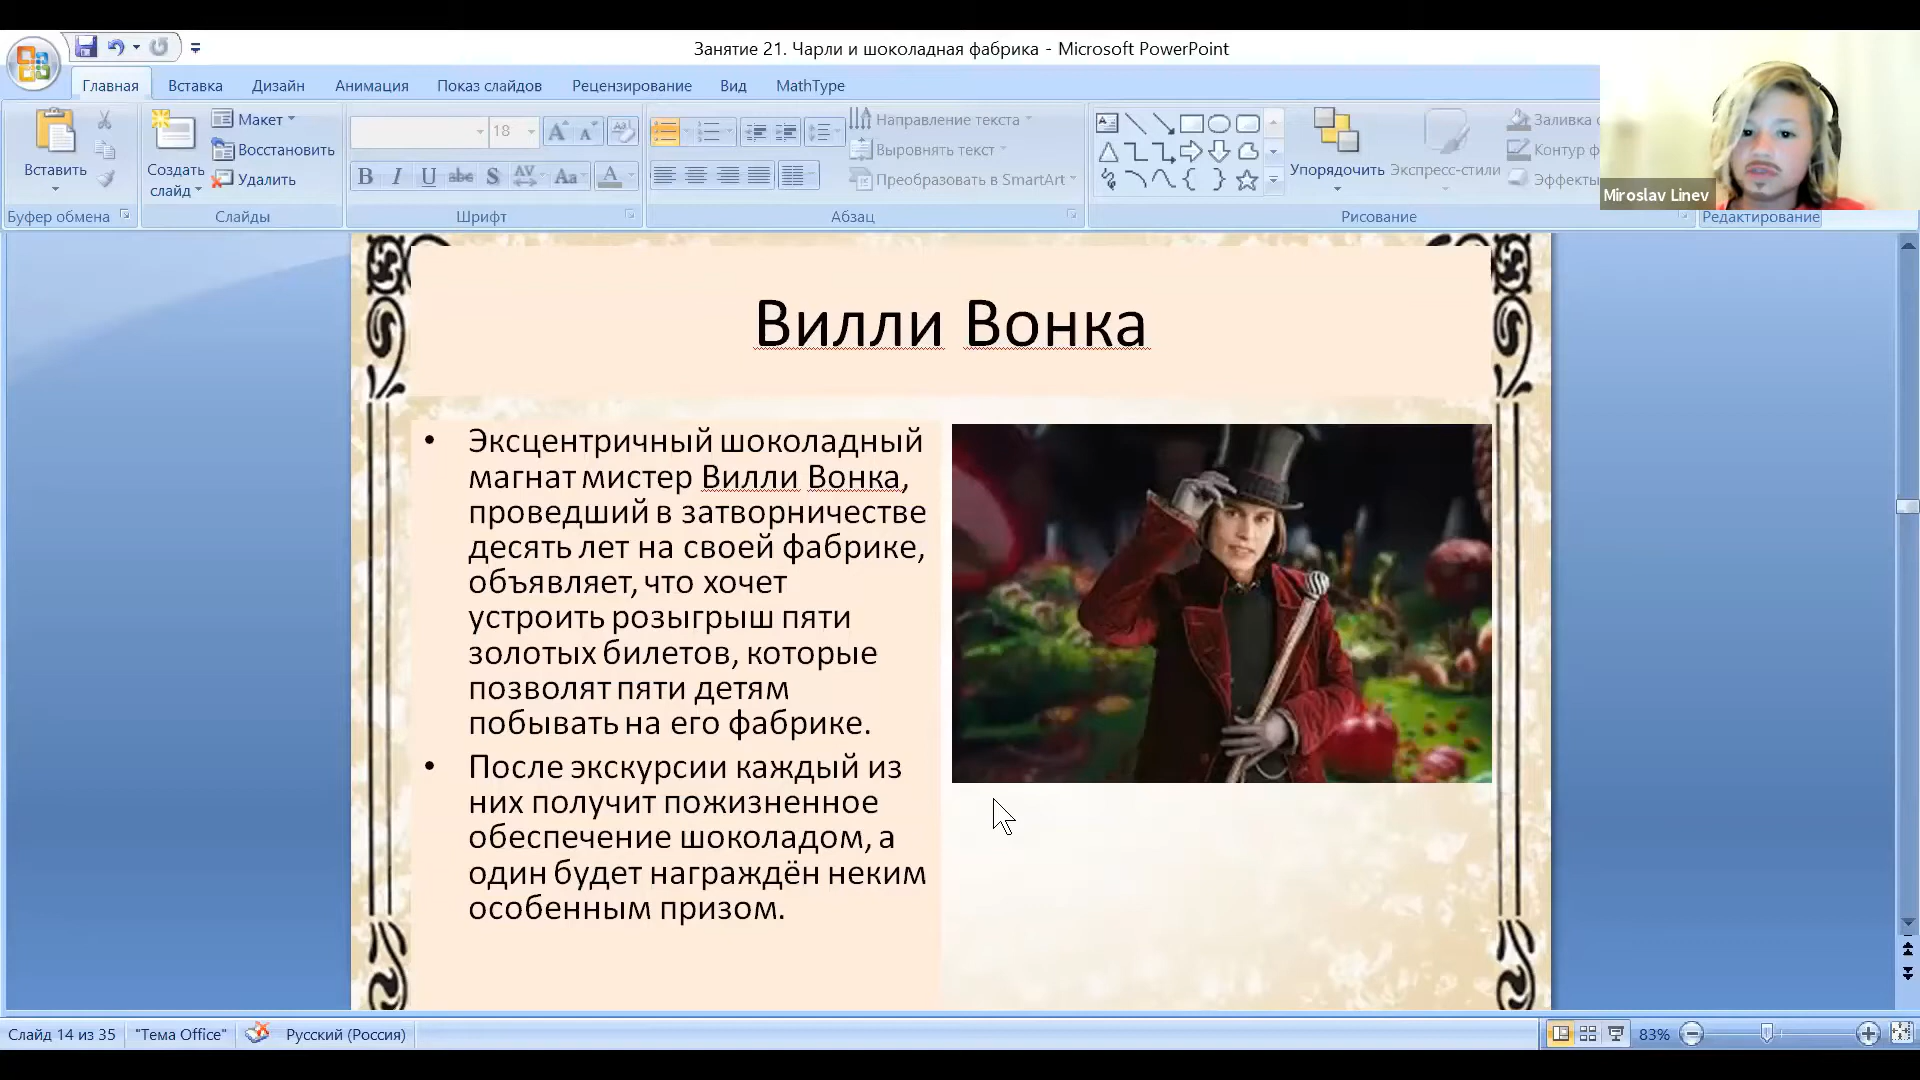 Занятие 21. Чарли и шоколадная фабрика - Microsoft PowerPoint
Главная Вставка Дизайн Анимация Показ слайдов Рецензирование Вид MathType
Вставить
Буфер обмена
Создать слайд
Макет
Восстановить
Удалить
Слайды
18
Шрифт
Направление текста
Выровнять текст
Преобразовать в SmartArt
Абзац
Упорядочить
Экспресс-стили
Заливка
Контур ф
Эффекты
Рисование
Редактирование
Miroslav Linev
Вилли Вонка
• Эксцентричный шоколадный
магнат мистер Вилли Вонка,
проведший в затворничестве
десять лет на своей фабрике,
объявляет, что хочет
устроить розыгрыш пяти
золотых билетов, которые
позволят пяти детям
побывать на его фабрике.
• После экскурсии каждый из
них получит пожизненное
обеспечение шоколадом, а
один будет награждён неким
особенным призом.
Слайд 14 из 35 "Тема Office" Русский (Россия) 83%